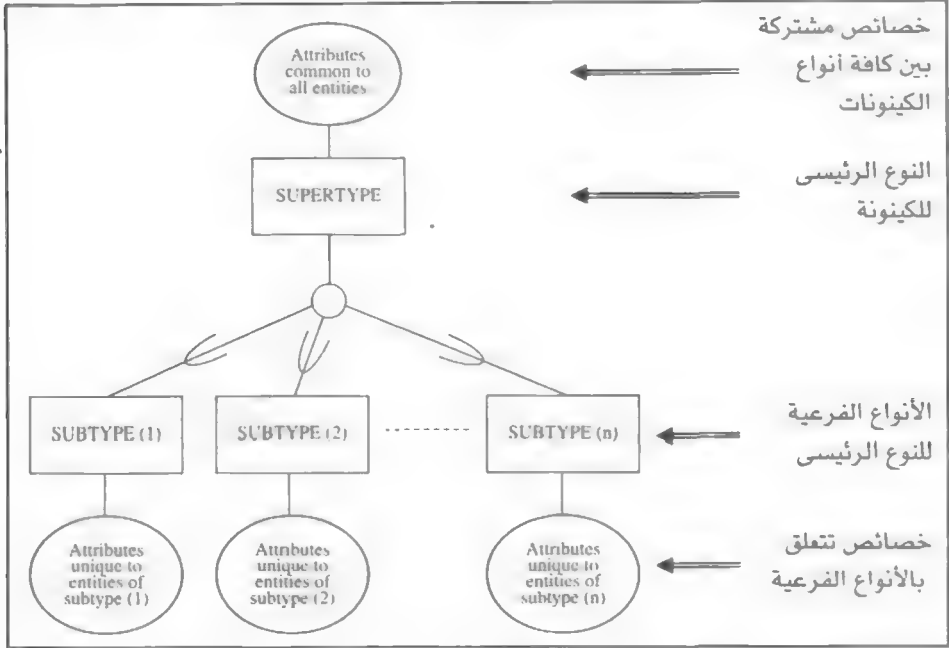 Attributes
common to
all entities
خصائص مشتركة
بين كافة أنواع
الكينونات
SUPERTYPE
النوع الرئيسى
للكينونة
SUBTYPE (1)
SUBTYPE (2)
SUBTYPE (n)
الأنواع الفرعية
للنوع الرئيسى
Attributes
unique to
entities of
subtype (1)
Attributes
unique to
entities of
subtype (2)
Attributes
unique to
entities of
subtype (n)
خصائص تتعلق
بالأنواع الفرعية